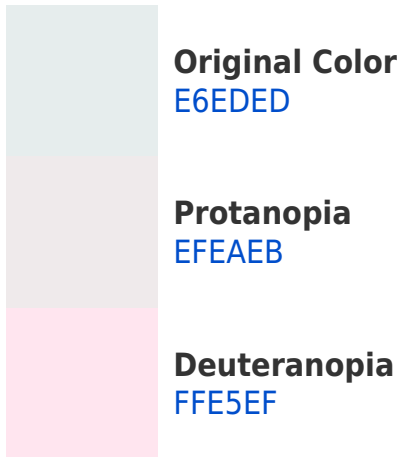 Original Color
E6EDED
Protanopia
EFEAEB
Deuteranopia
FFE5EF